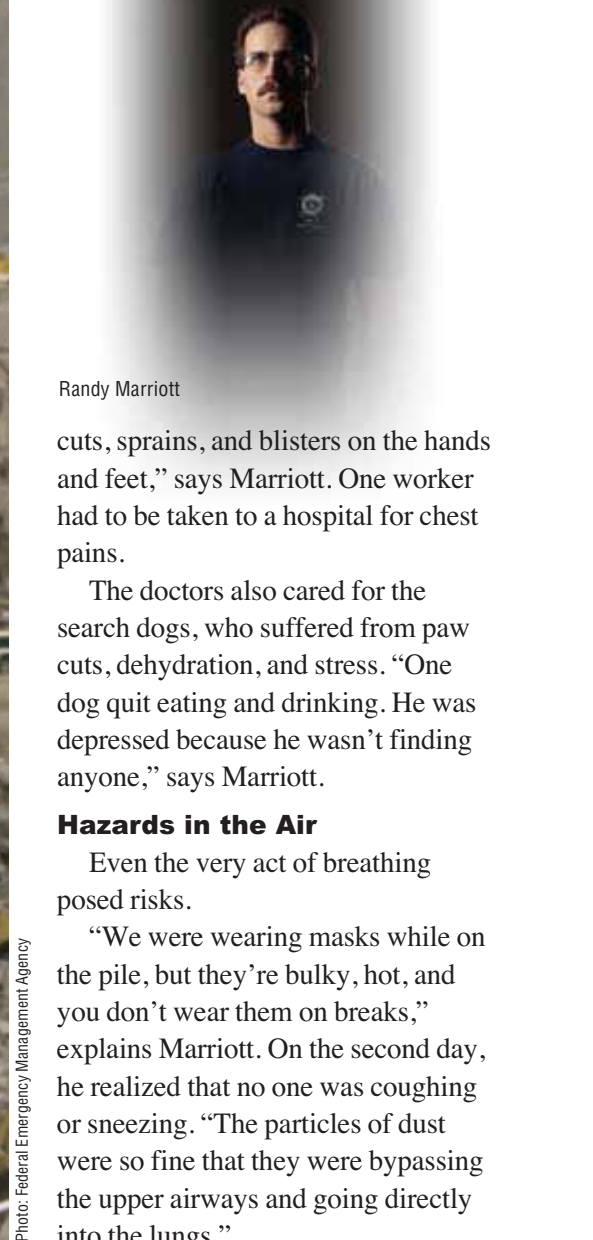 Randy Marriott
cuts, sprains, and blisters on the hands
and feet,” says Marriott. One worker
had to be taken to a hospital for chest
pains.
The doctors also cared for the
search dogs, who suffered from paw
cuts, dehydration, and stress. “One
dog quit eating and drinking. He was
depressed because he wasn’t finding
anyone,” says Marriott.
Hazards in the Air
Even the very act of breathing
posed risks.
“We were wearing masks while on
the pile, but they’re bulky, hot, and
you don’t wear them on breaks,”
explains Marriott. On the second day,
he realized that no one was coughing
or sneezing. “The particles of dust
were so fine that they were bypassing
the upper airways and going directly
into the lungs.”
Photo: Federal Emergency Management Agency